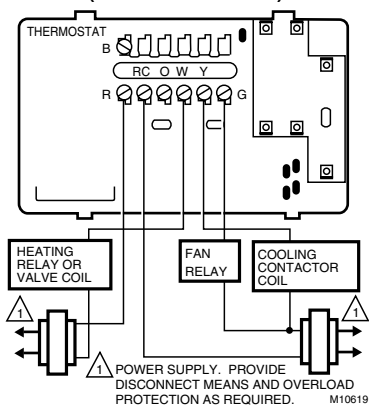 THERMOSTAT
B
RC O W Y
R
G
HEATING
RELAY OR
VALVE COIL
FAN
RELAY
COOLING
CONTACTOR
COIL
1
1
1 POWER SUPPLY. PROVIDE
DISCONNECT MEANS AND OVERLOAD
PROTECTION AS REQUIRED. M10619